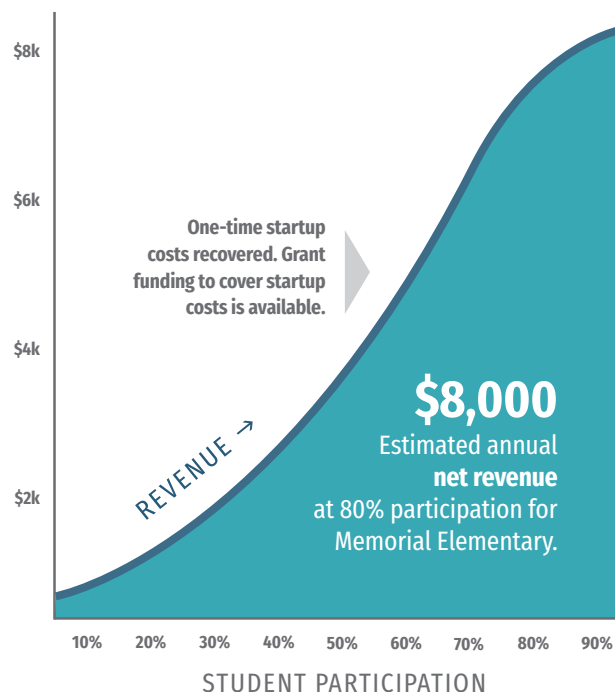 $8k
$6k
One-time startup
costs recovered. Grant
funding to cover startup
costs is available.
$4k
$8,000
Estimated annual
net revenue
at 80% participation for
Memorial Elementary.
REVENUE →
$2k
10% 20% 30% 40% 50% 60% 70% 80% 90%
STUDENT PARTICIPATION